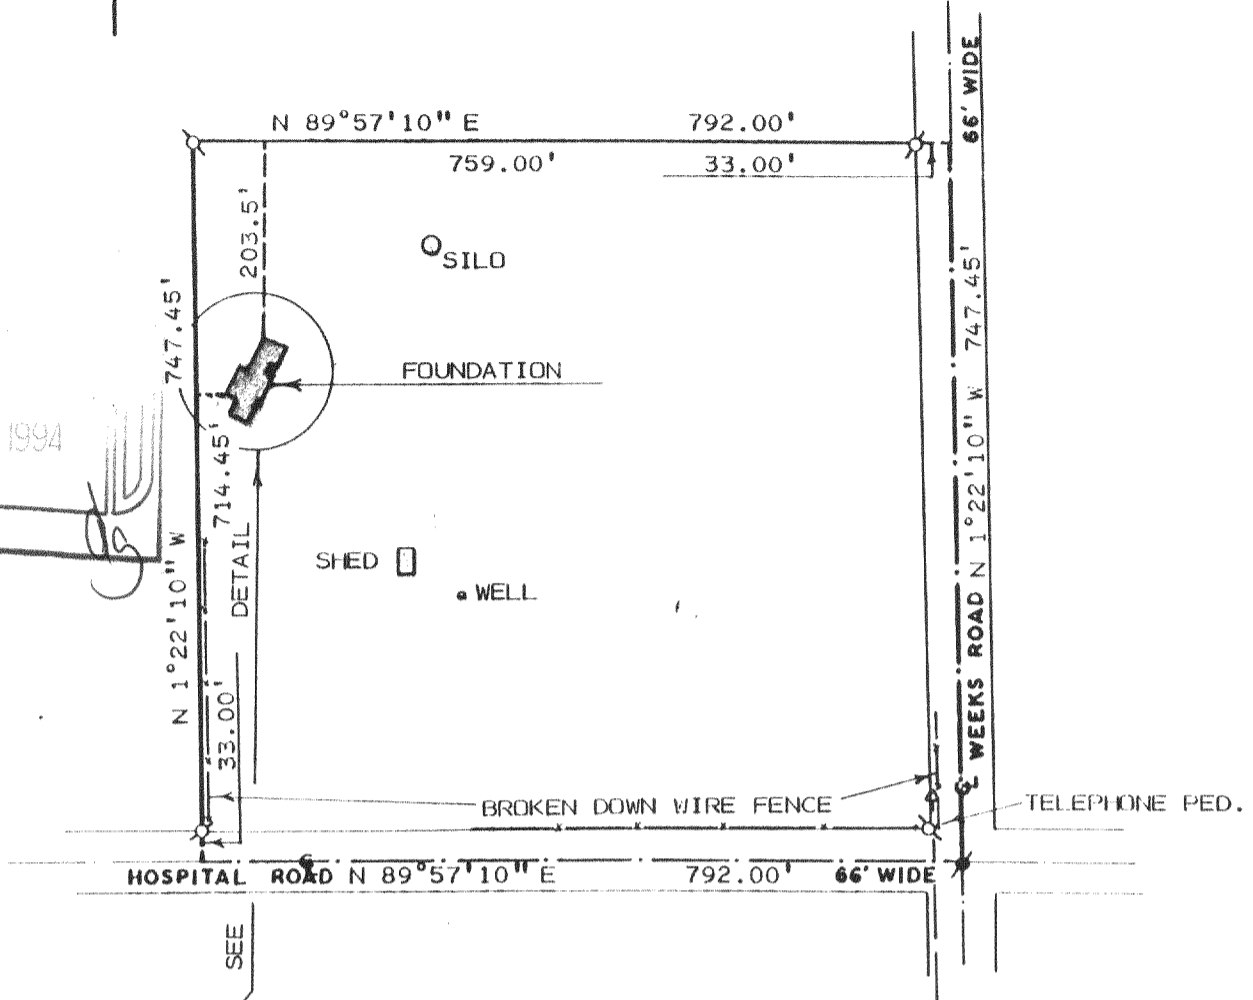 66' WIDE
N 89°57'10" E 792.00'
759.00' 33.00'
203.5'
SILO
747.45'
747.45'
FOUNDATION
1994
714.45'
SHED
WELL
DETAIL
N 1°22'10" W
N 1°22'10" W
33.00'
WEEKS ROAD
BROKEN DOWN WIRE FENCE
TELEPHONE PED.
HOSPITAL ROAD N 89°57'10" E 792.00' 66' WIDE
SEE